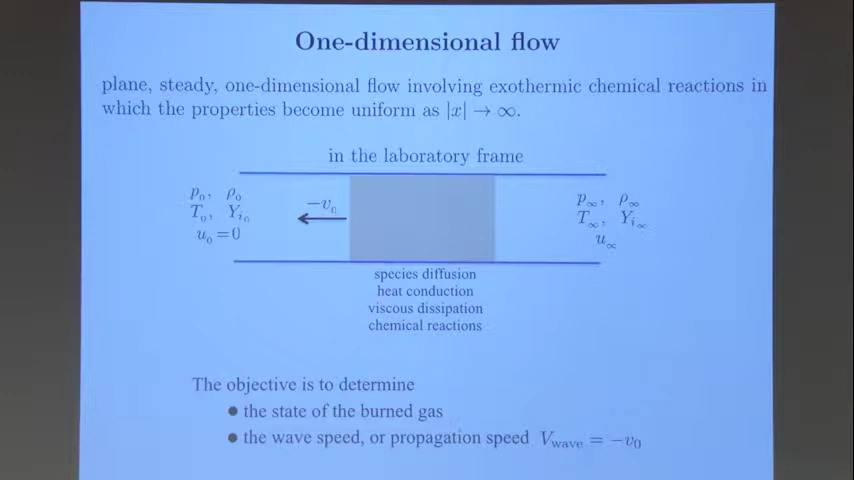 One-dimensional flow
plane, steady, one-dimensional flow involving exothermic chemical reactions in
which the properties become uniform as |x| → ∞.
in the laboratory frame
p₀, ρ₀
T₀, Y_{i₀}
u₀ = 0
−v₀
p_∞, ρ_∞
T_∞, Y_{i_∞}
u_∞
species diffusion
heat conduction
viscous dissipation
chemical reactions
The objective is to determine
● the state of the burned gas
● the wave speed, or propagation speed V_{wave} = −v₀